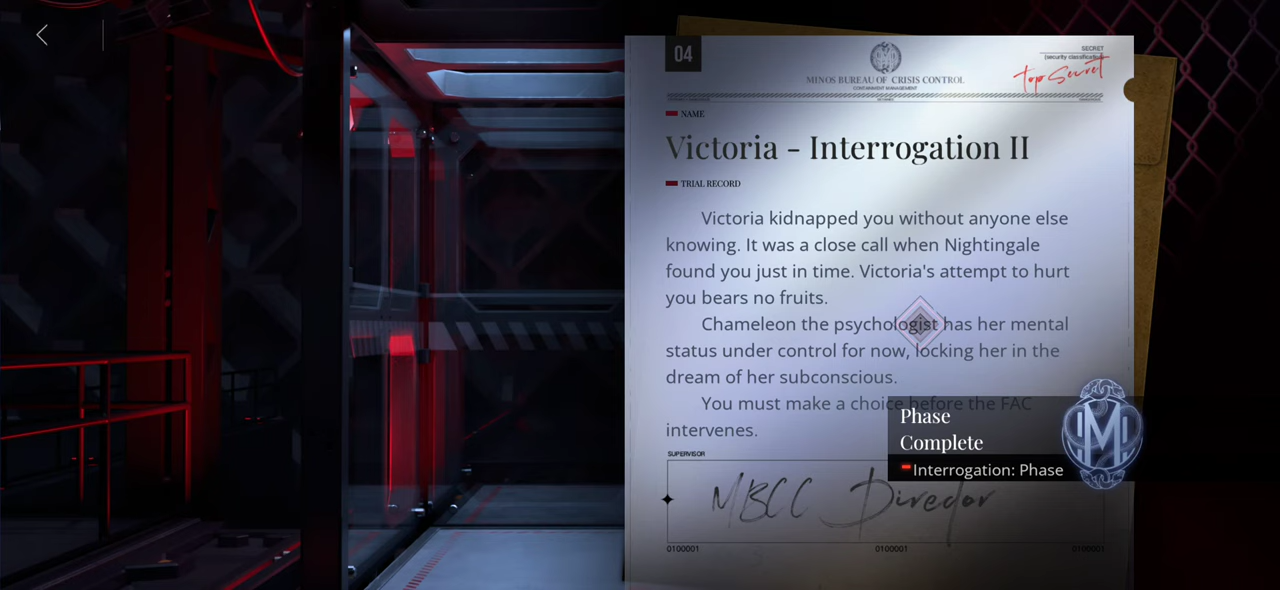 04
SECRET
(security classification)
top Secret
MINOS BUREAU OF CRISIS CONTROL
CONTAINMENT MANAGEMENT
NAME
Victoria - Interrogation II
TRIAL RECORD
Victoria kidnapped you without anyone else
knowing. It was a close call when Nightingale
found you just in time. Victoria's attempt to hurt
you bears no fruits.
Chameleon the psychologist has her mental
status under control for now, locking her in the
dream of her subconscious.
You must make a choice before the FAC
intervenes.
Phase
Complete
Interrogation: Phase
SUPERVISOR
MBCC Director
0100001 0100001 0100001